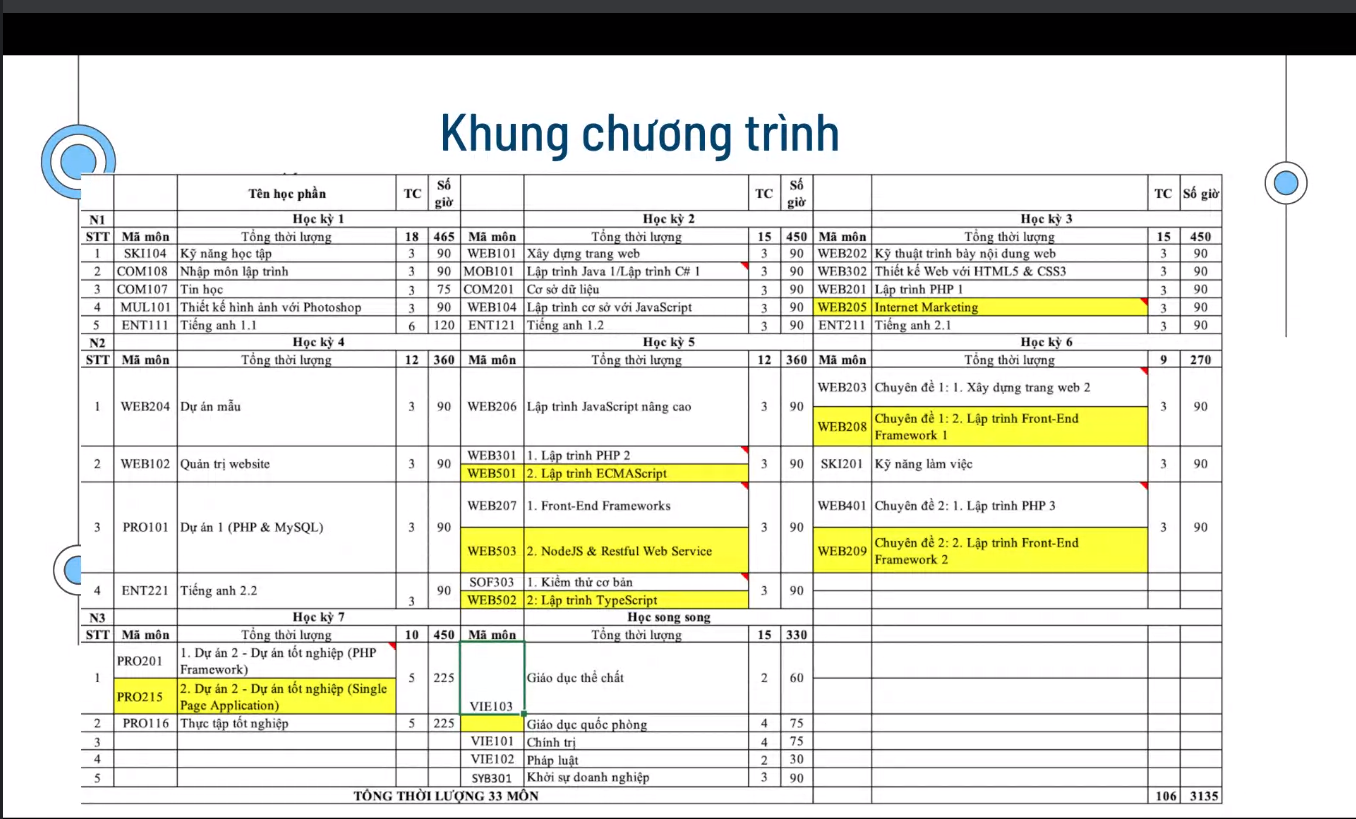 Khung chương trình
Tên học phần TC Số giờ TC Số giờ TC Số giờ
N1 Học kỳ 1 Học kỳ 2 Học kỳ 3
STT Mã môn Tổng thời lượng 18 465 Mã môn Tổng thời lượng 15 450 Mã môn Tổng thời lượng 15 450
1 SKI104 Kỹ năng học tập 3 90 WEB101 Xây dựng trang web 3 90 WEB202 Kỹ thuật trình bày nội dung web 3 90
2 COM108 Nhập môn lập trình 3 90 MOB101 Lập trình Java 1/Lập trình C# 1 3 90 WEB302 Thiết kế Web với HTML5 & CSS3 3 90
3 COM107 Tin học 3 75 COM201 Cơ sở dữ liệu 3 90 WEB201 Lập trình PHP 1 3 90
4 MUL101 Thiết kế hình ảnh với Photoshop 3 90 WEB104 Lập trình cơ sở với JavaScript 3 90 WEB205 Internet Marketing 3 90
5 ENT111 Tiếng anh 1.1 6 120 ENT121 Tiếng anh 1.2 3 90 ENT211 Tiếng anh 2.1 3 90
N2 Học kỳ 4 Học kỳ 5 Học kỳ 6
STT Mã môn Tổng thời lượng 12 360 Mã môn Tổng thời lượng 12 360 Mã môn Tổng thời lượng 9 270
1 WEB204 Dự án mẫu 3 90 WEB206 Lập trình JavaScript nâng cao 3 90 WEB203 Chuyên đề 1: 1. Xây dựng trang web 2 3 90
WEB208 Chuyên đề 1: 2. Lập trình Front-End
Framework 1
2 WEB102 Quản trị website 3 90 WEB301 1. Lập trình PHP 2 3 90 SKI201 Kỹ năng làm việc 3 90
WEB501 2. Lập trình ECMAScript
3 PRO101 Dự án 1 (PHP & MySQL) 3 90 WEB207 1. Front-End Frameworks 3 90 WEB401 Chuyên đề 2: 1. Lập trình PHP 3 3 90
WEB503 2. NodeJS & Restful Web Service WEB209 Chuyên đề 2: 2. Lập trình Front-End
Framework 2
4 ENT221 Tiếng anh 2.2 3 90 SOF303 1. Kiểm thử cơ bản 3 90
WEB502 2: Lập trình TypeScript
N3 Học kỳ 7 Học song song
STT Mã môn Tổng thời lượng 10 450 Mã môn Tổng thời lượng 15 330
1 PRO201 1. Dự án 2 - Dự án tốt nghiệp (PHP
Framework) 5 225 VIE103 Giáo dục thể chất 2 60
PRO215 2. Dự án 2 - Dự án tốt nghiệp (Single
Page Application)
2 PRO116 Thực tập tốt nghiệp 5 225 Giáo dục quốc phòng 4 75
3 VIE101 Chính trị 4 75
4 VIE102 Pháp luật 2 30
5 SYB301 Khởi sự doanh nghiệp 3 90
TỔNG THỜI LƯỢNG 33 MÔN 106 3135